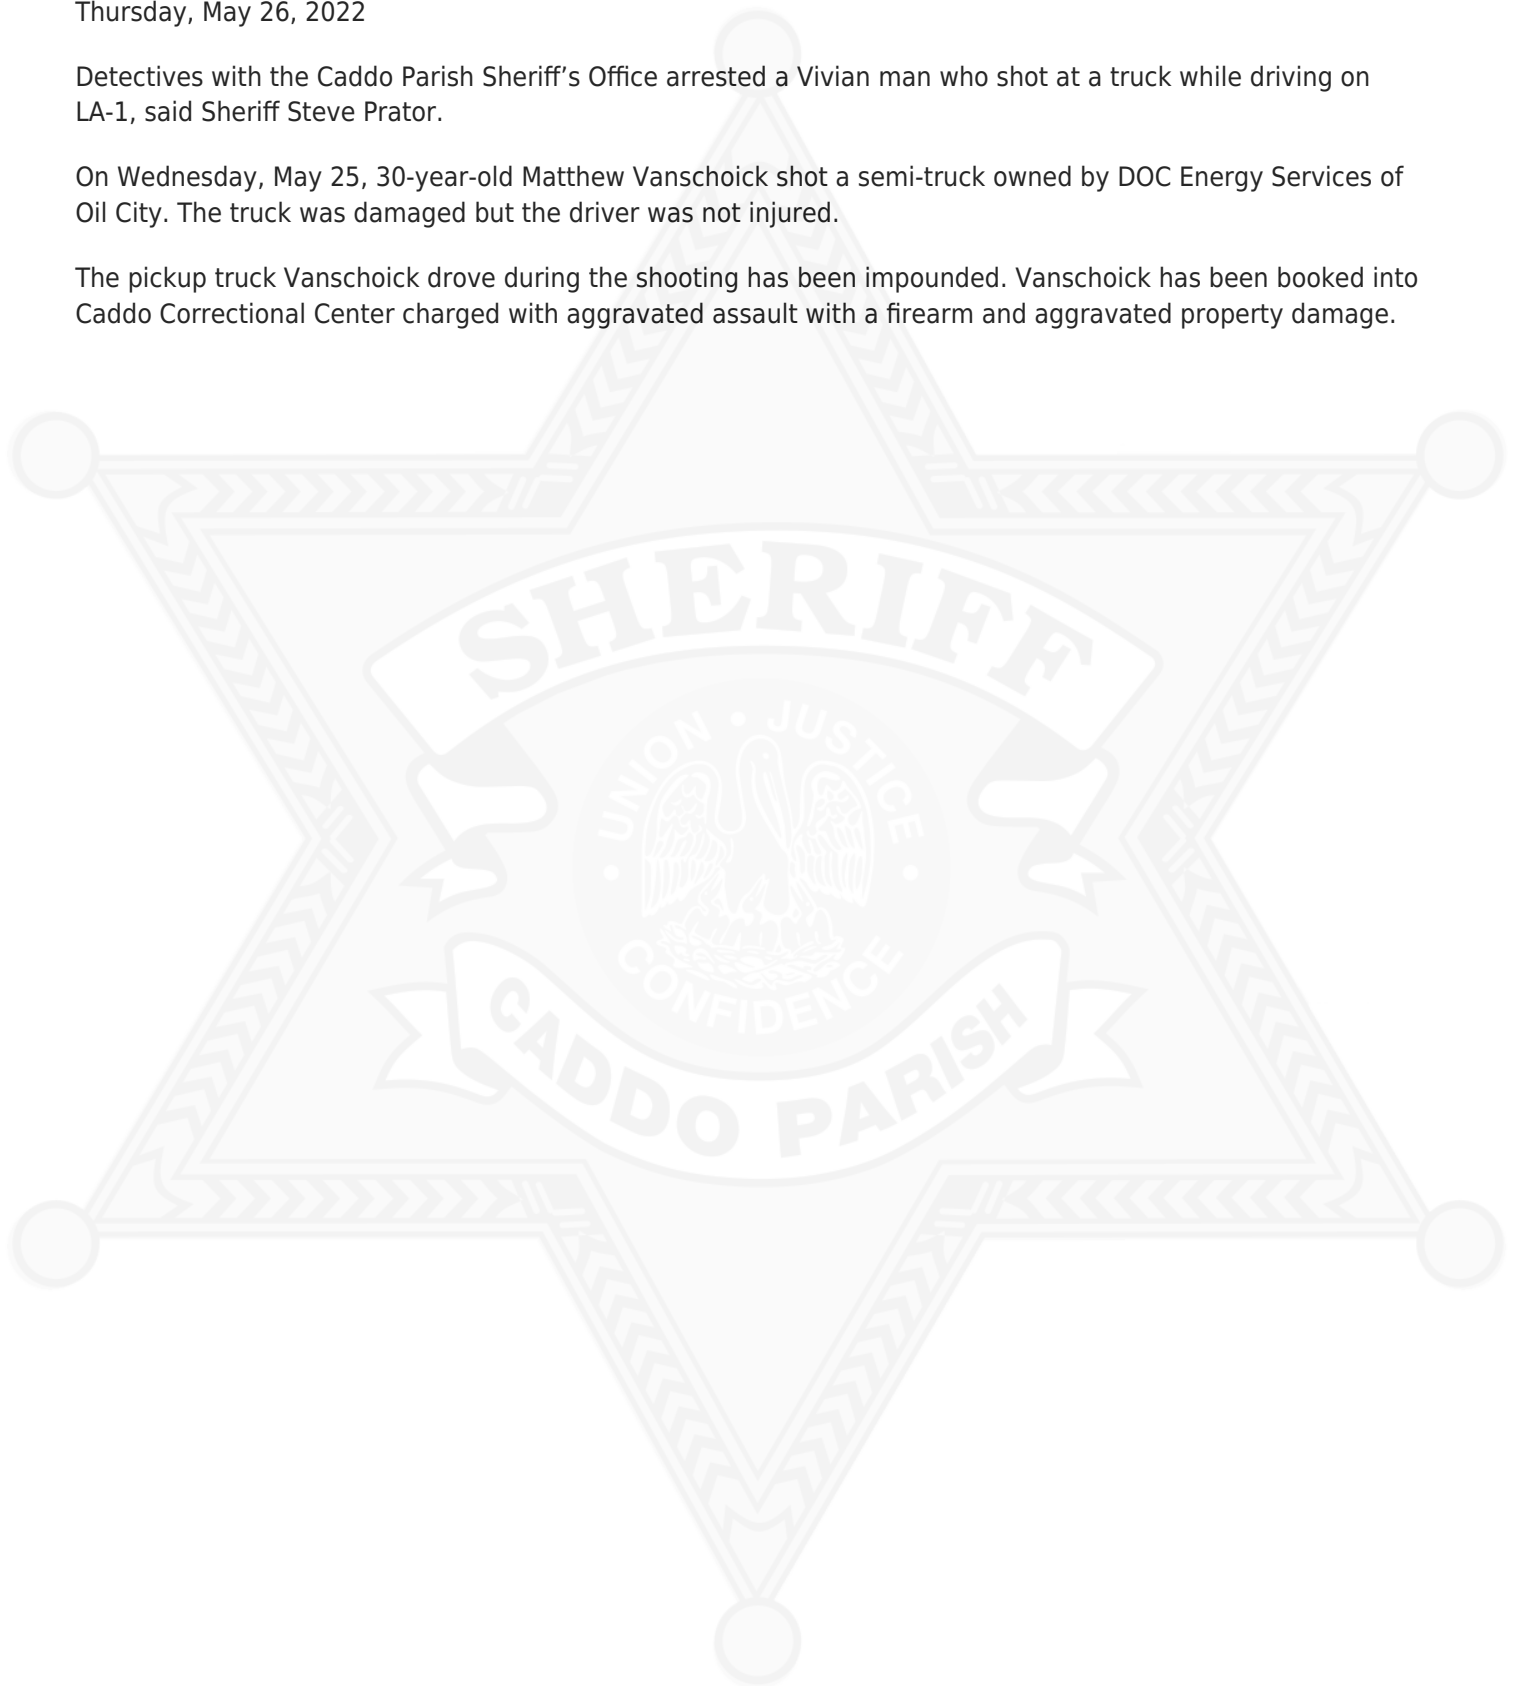 Thursday, May 26, 2022
Detectives with the Caddo Parish Sheriff’s Office arrested a Vivian man who shot at a truck while driving on
LA-1, said Sheriff Steve Prator.
On Wednesday, May 25, 30-year-old Matthew Vanschoick shot a semi-truck owned by DOC Energy Services of
Oil City. The truck was damaged but the driver was not injured.
The pickup truck Vanschoick drove during the shooting has been impounded. Vanschoick has been booked into
Caddo Correctional Center charged with aggravated assault with a firearm and aggravated property damage.
SHERIFF
UNION • JUSTICE
• CONFIDENCE •
CADDO PARISH